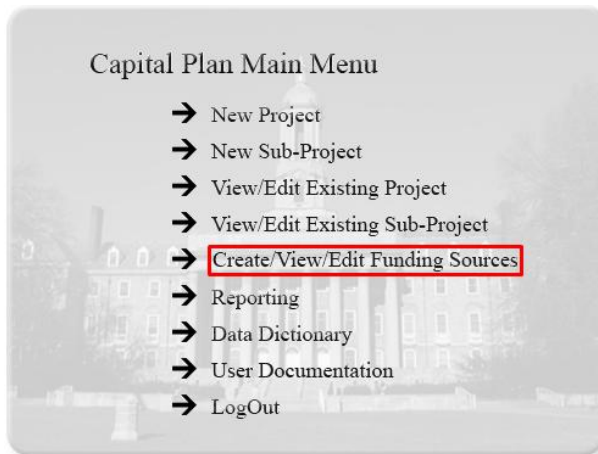 Capital Plan Main Menu
New Project
New Sub-Project
View/Edit Existing Project
View/Edit Existing Sub-Project
Create/View/Edit Funding Sources
Reporting
Data Dictionary
User Documentation
LogOut